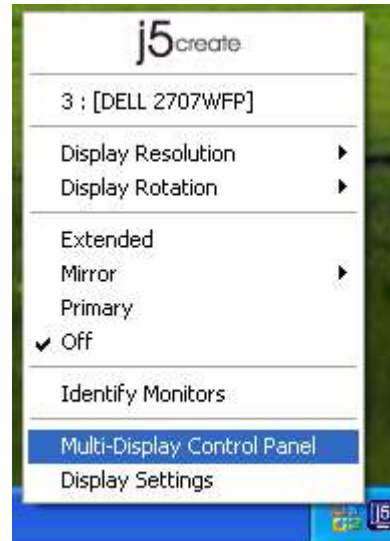 j5create
3 : [DELL 2707WFP]
Display Resolution
Display Rotation
Extended
Mirror
Primary
Off
Identify Monitors
Multi-Display Control Panel
Display Settings
j5